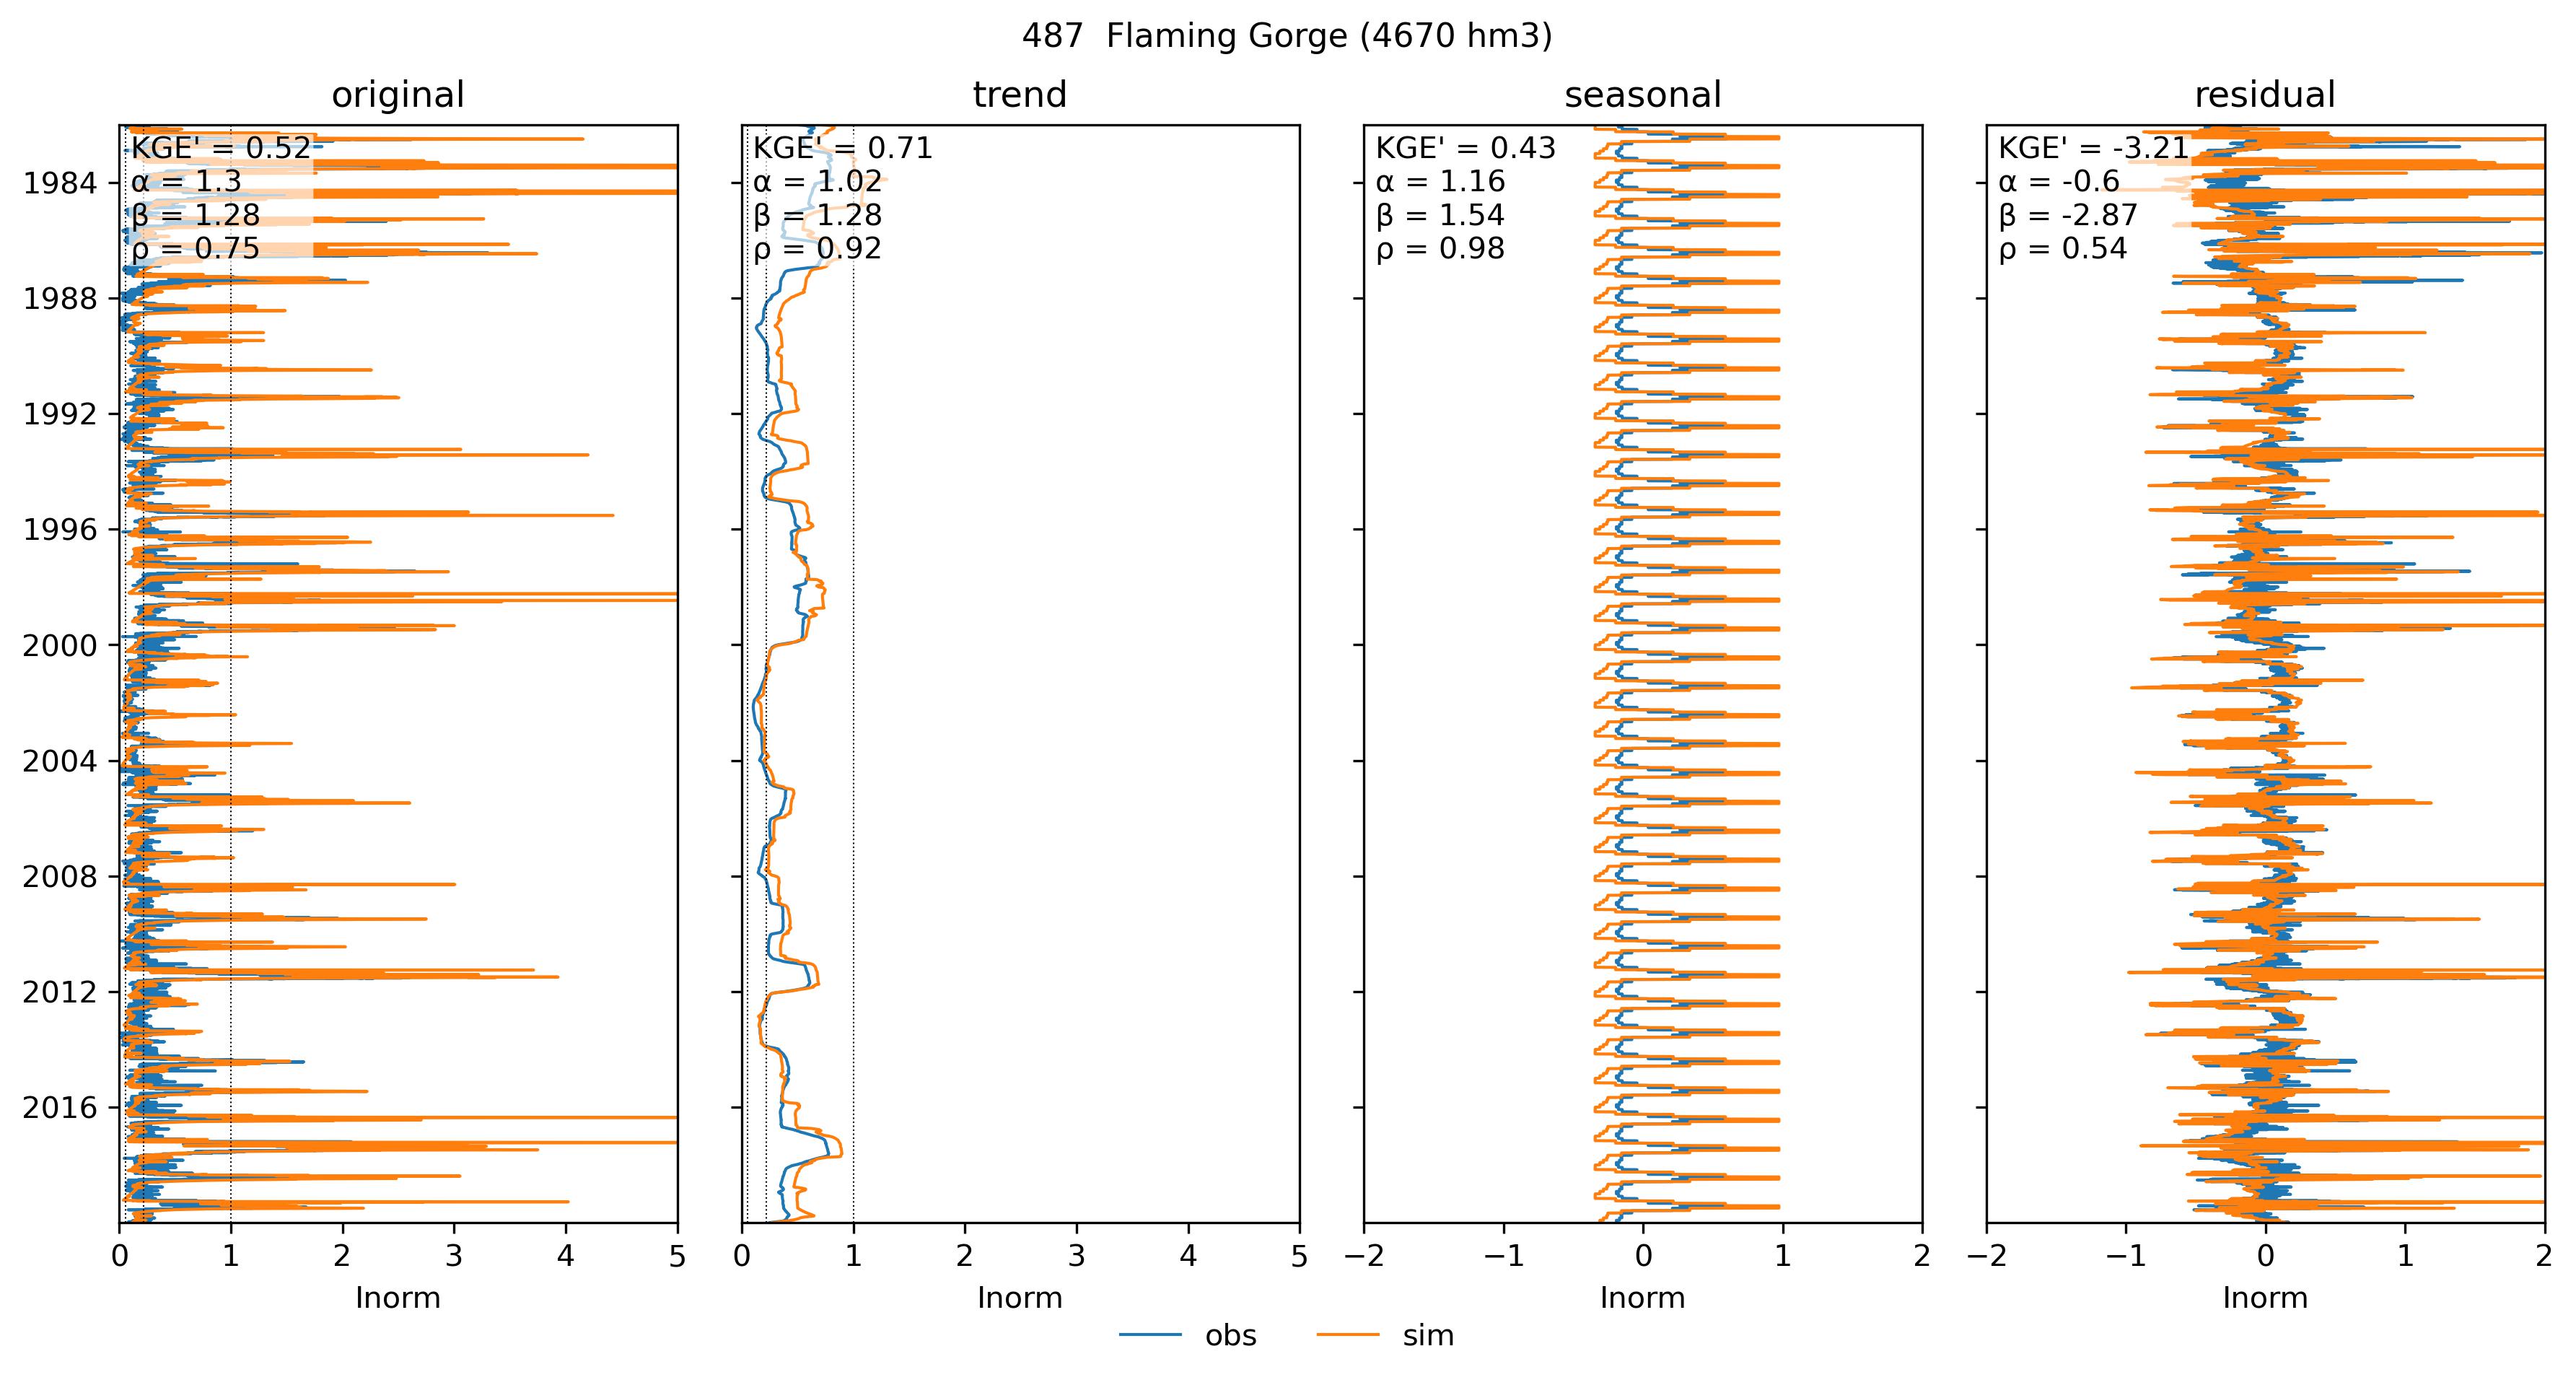 487  Flaming Gorge (4670 hm3)
original
trend
seasonal
residual
KGE' = 0.52
α = 1.3
β = 1.28
ρ = 0.75
KGE' = 0.71
α = 1.02
β = 1.28
ρ = 0.92
KGE' = 0.43
α = 1.16
β = 1.54
ρ = 0.98
KGE' = -3.21
α = -0.6
β = -2.87
ρ = 0.54
1984
1988
1992
1996
2000
2004
2008
2012
2016
0 1 2 3 4 5
0 1 2 3 4 5
−2 −1 0 1 2
−2 −1 0 1 2
Inorm
Inorm
Inorm
Inorm
obs
sim